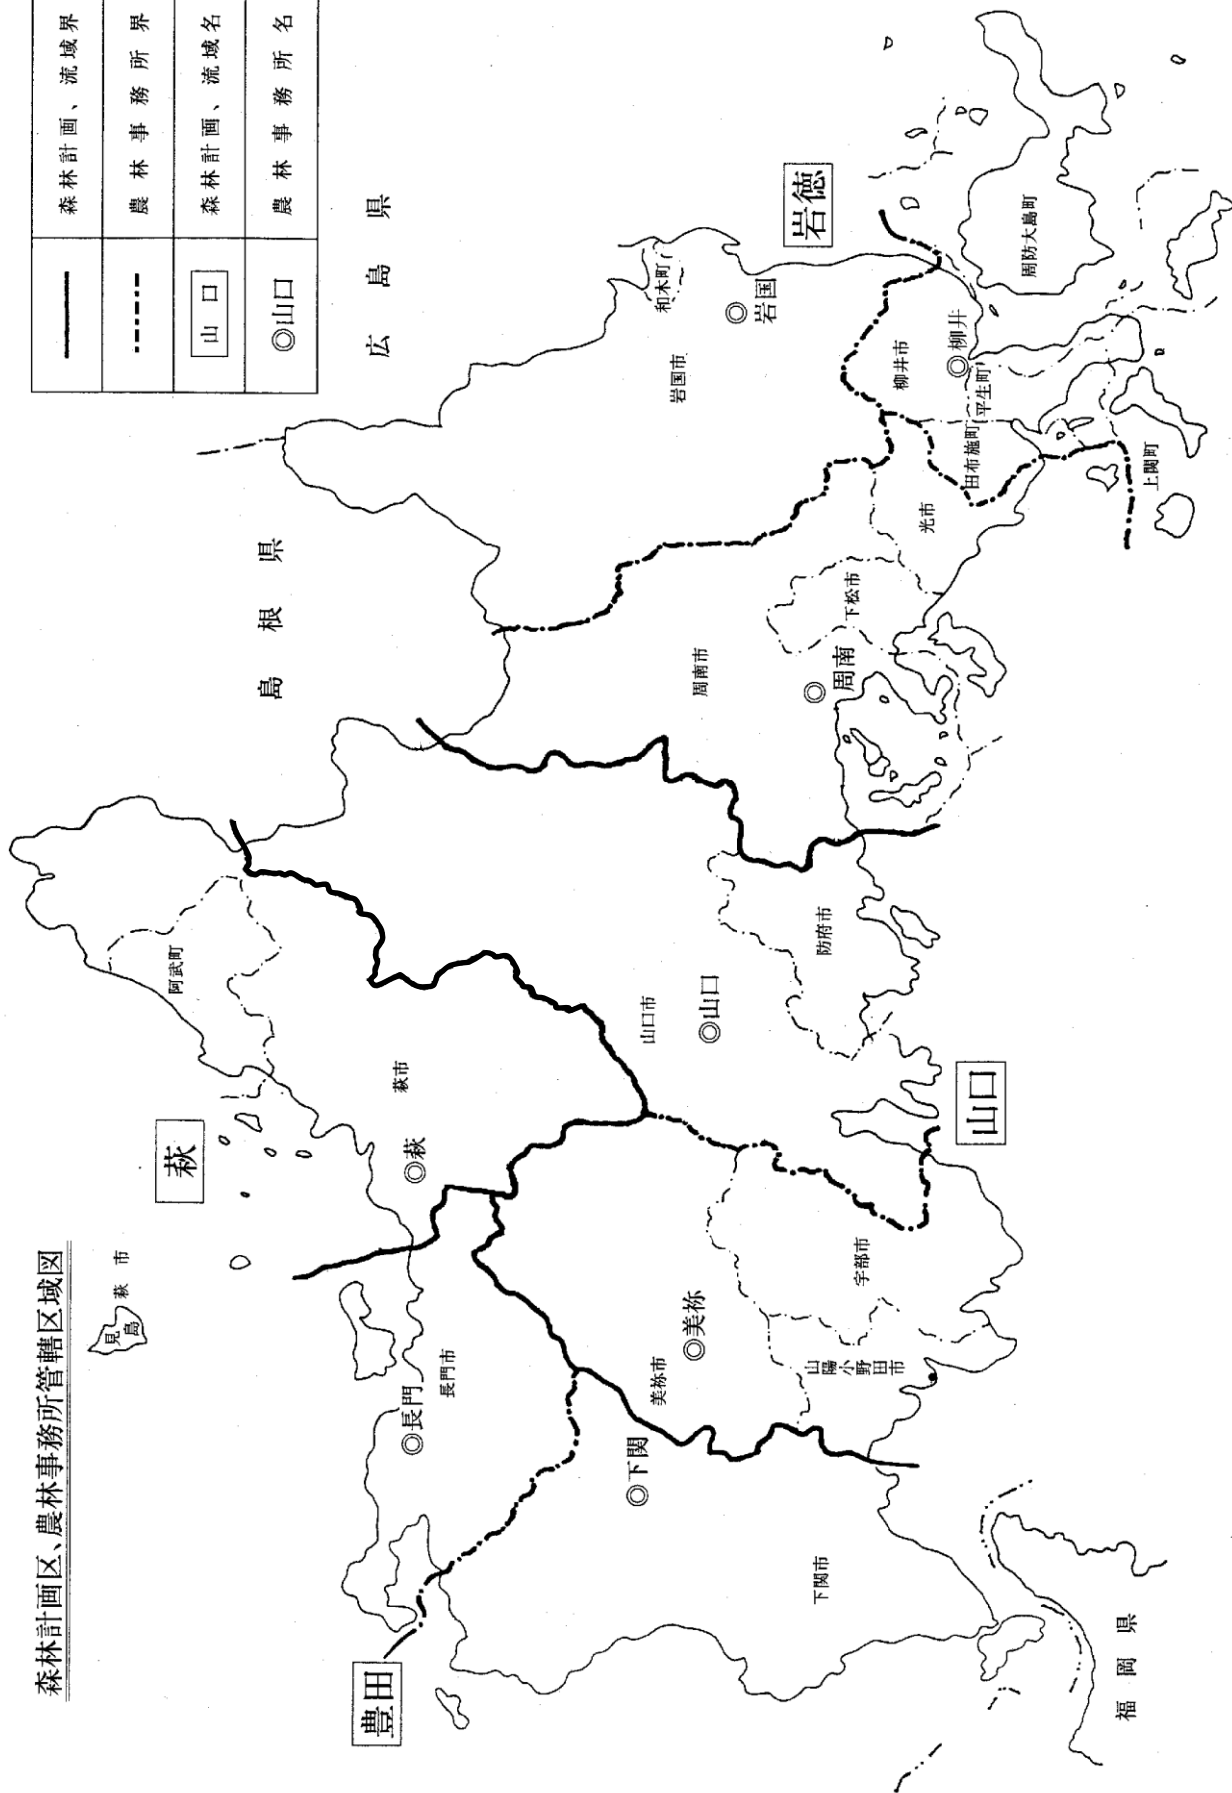 森林計画区、農林事務所管轄区域図
森林計画、流域界
農林事務所界
山口
森林計画、流域名
◎山口
農林事務所名
見島
萩市
島根県
広島県
福岡県
萩
豊田
山口
岩徳
阿武町
萩市
◎萩
長門市
◎長門
◎下関
下関市
美祢市
◎美祢
山陽小野田市
宇部市
山口市
◎山口
防府市
周南市
◎周南
下松市
光市
岩国市
◎岩国
和木町
柳井市
◎柳井
平生町
田布施町
上関町
周防大島町